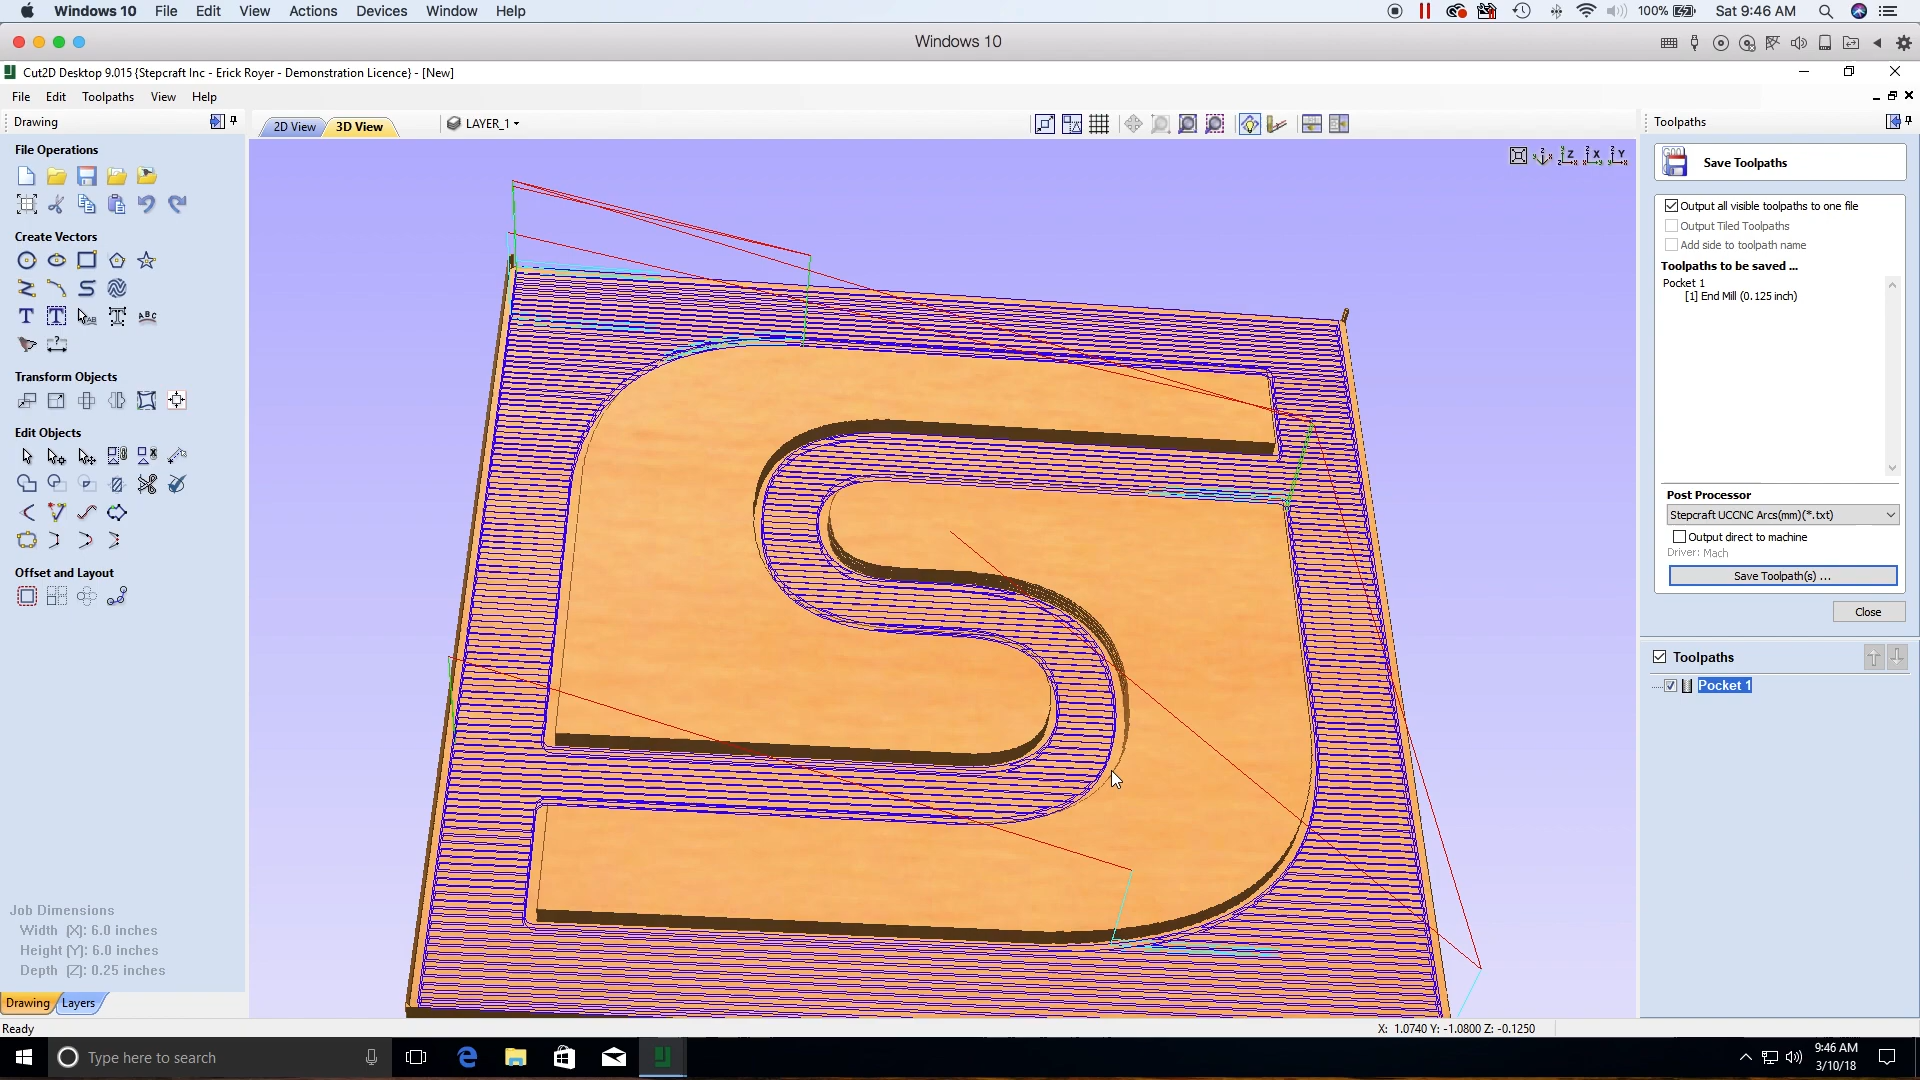 Windows 10 File Edit View Actions Devices Window Help 100% Sat 9:46 AM
Windows 10
Cut2D Desktop 9.015 {Stepcraft Inc - Erick Royer - Demonstration Licence} - [New]
File Edit Toolpaths View Help
Drawing
2D View 3D View LAYER_1
Toolpaths
File Operations
Create Vectors
Transform Objects
Edit Objects
Offset and Layout
Job Dimensions
Width (X): 6.0 inches
Height (Y): 6.0 inches
Depth (Z): 0.25 inches
Drawing Layers
Save Toolpaths
Output all visible toolpaths to one file
Output Tiled Toolpaths
Add side to toolpath name
Toolpaths to be saved ...
Pocket 1
[1] End Mill (0.125 inch)
Post Processor
Stepcraft UCCNC Arcs(mm)(*.txt)
Output direct to machine
Driver: Mach
Save Toolpath(s) ...
Close
Toolpaths
Pocket 1
Ready
X: 1.0740 Y: -1.0800 Z: -0.1250
Type here to search
9:46 AM
3/10/18